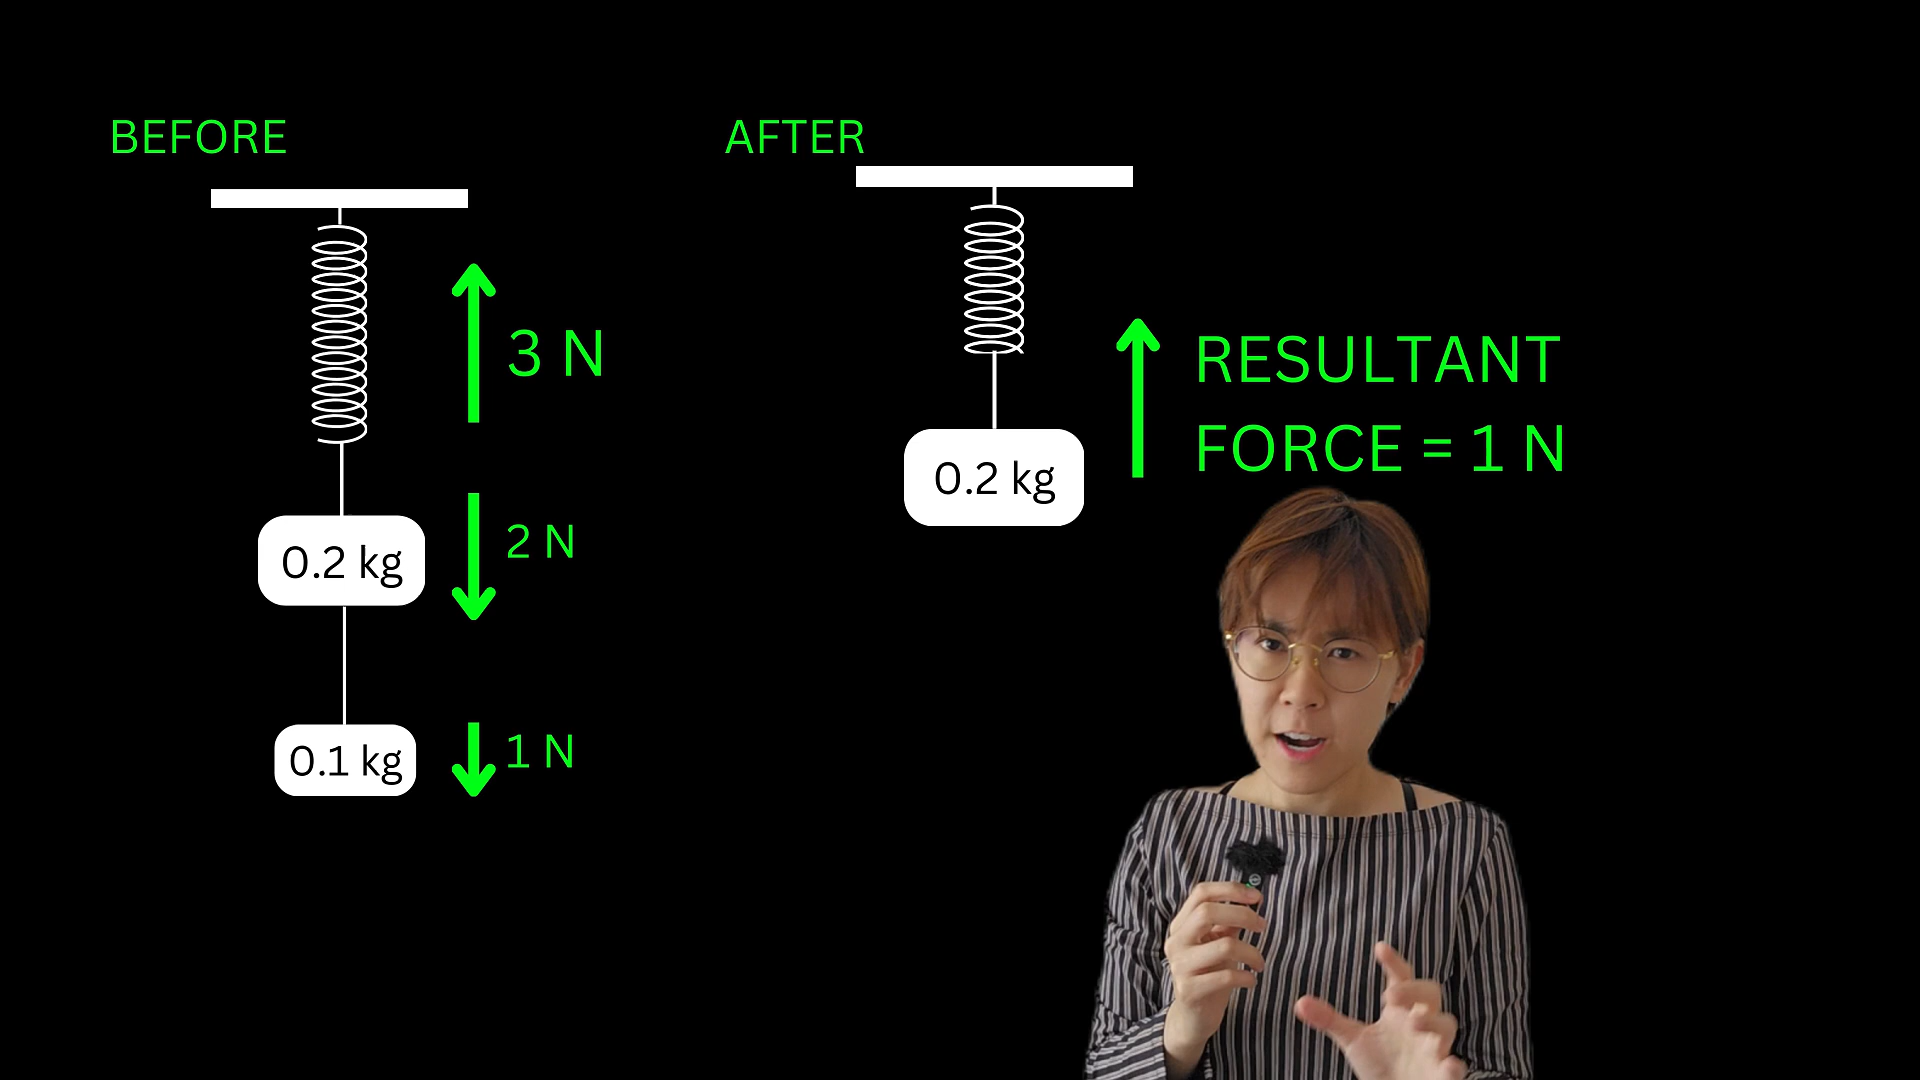 BEFORE
3 N
0.2 kg
2 N
0.1 kg
1 N
AFTER
0.2 kg
RESULTANT
FORCE = 1 N